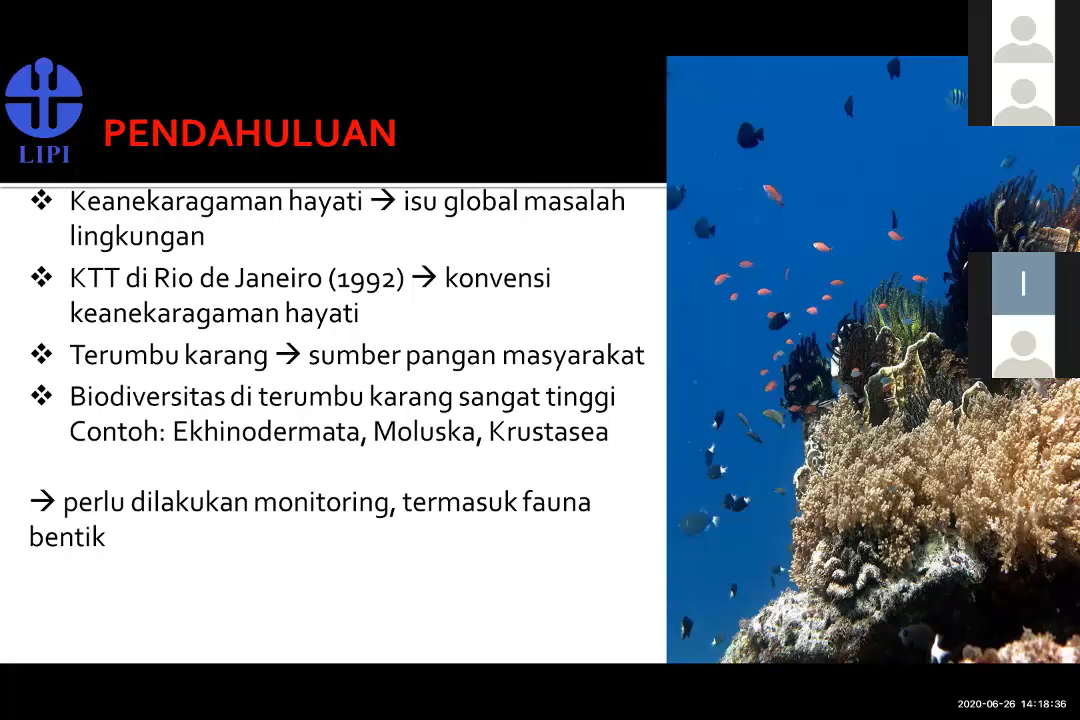 LIPI
PENDAHULUAN
❖ Keanekaragaman hayati → isu global masalah
lingkungan
❖ KTT di Rio de Janeiro (1992) → konvensi
keanekaragaman hayati
❖ Terumbu karang → sumber pangan masyarakat
❖ Biodiversitas di terumbu karang sangat tinggi
Contoh: Ekhinodermata, Moluska, Krustasea
→ perlu dilakukan monitoring, termasuk fauna
bentik
I
2020-06-26 14:18:36